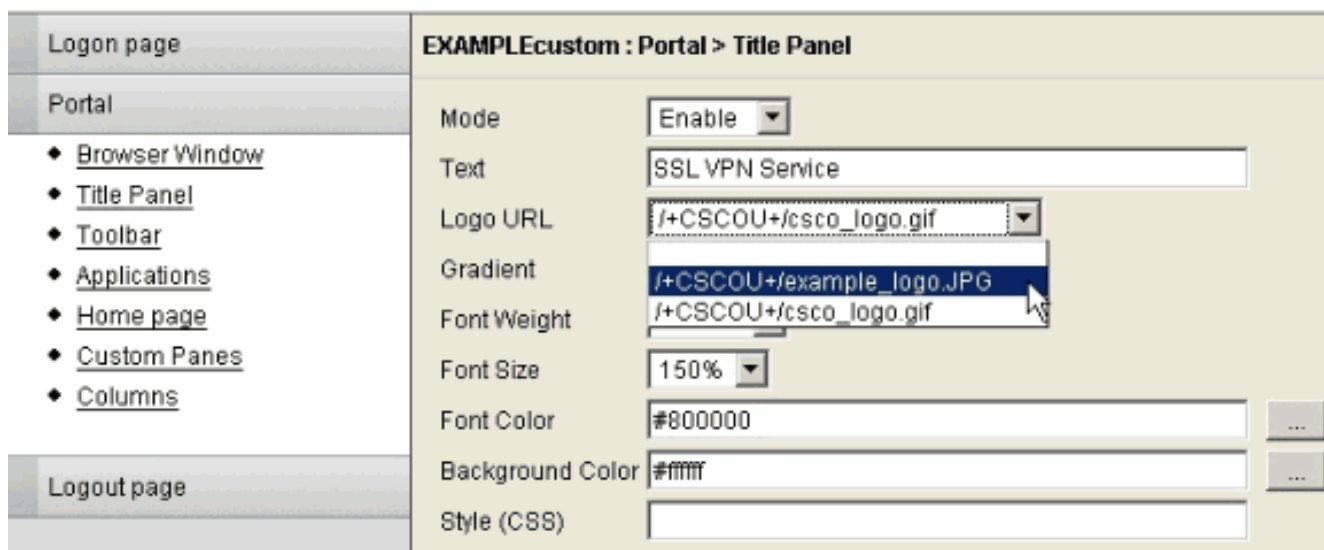 Logon page
Portal
Browser Window
Title Panel
Toolbar
Applications
Home page
Custom Panes
Columns
Logout page
EXAMPLEcustom : Portal > Title Panel
Mode Enable
Text SSL VPN Service
Logo URL /+CSCOU+/csco_logo.gif
Gradient
/+CSCOU+/example_logo.JPG
/+CSCOU+/csco_logo.gif
Font Weight
Font Size 150%
Font Color #800000 ...
Background Color #ffffff ...
Style (CSS)